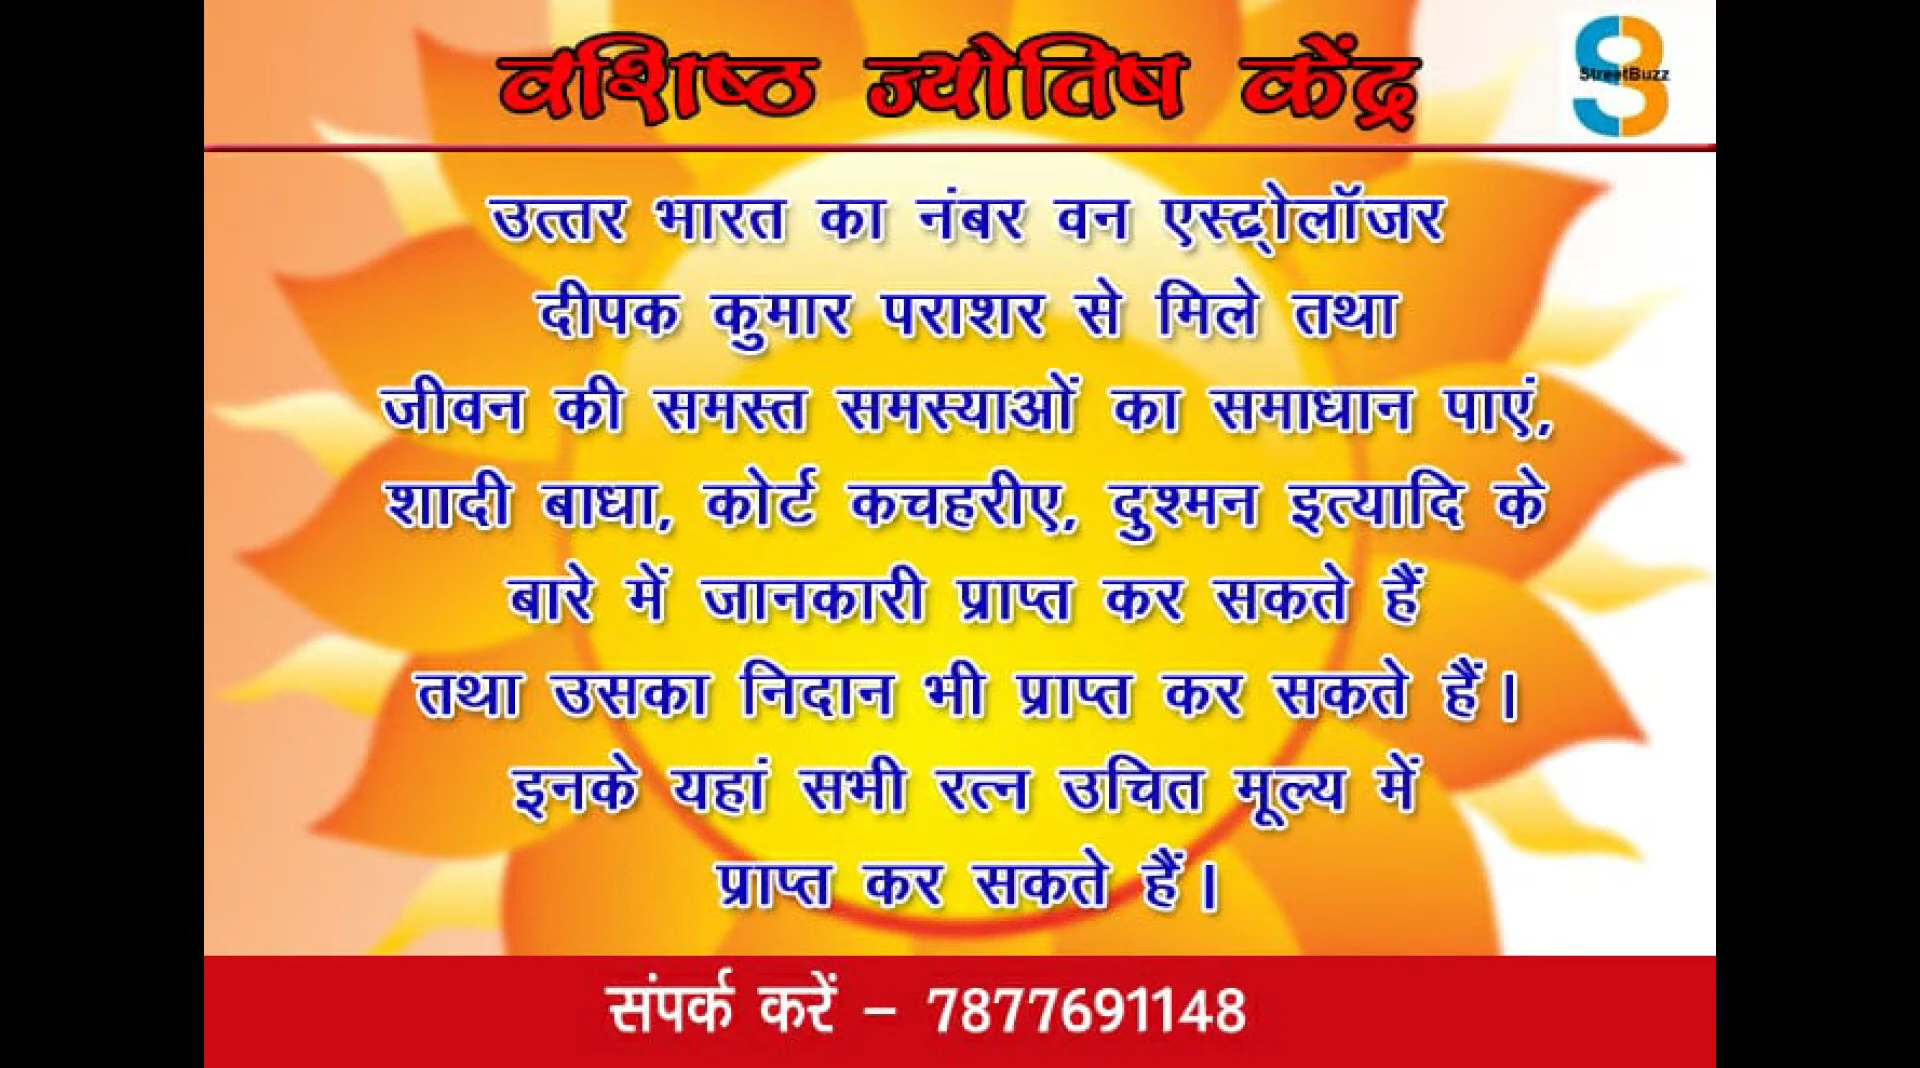 वशिष्ठ ज्योतिष केंद्र
StreetBuzz
उत्तर भारत का नंबर वन एस्ट्रोलॉजर
दीपक कुमार पराशर से मिले तथा
जीवन की समस्त समस्याओं का समाधान पाएं,
शादी बाधा, कोर्ट कचहरीए, दुश्मन इत्यादि के
बारे में जानकारी प्राप्त कर सकते हैं
तथा उसका निदान भी प्राप्त कर सकते हैं।
इनके यहां सभी रत्न उचित मूल्य में
प्राप्त कर सकते हैं।
संपर्क करें – 7877691148